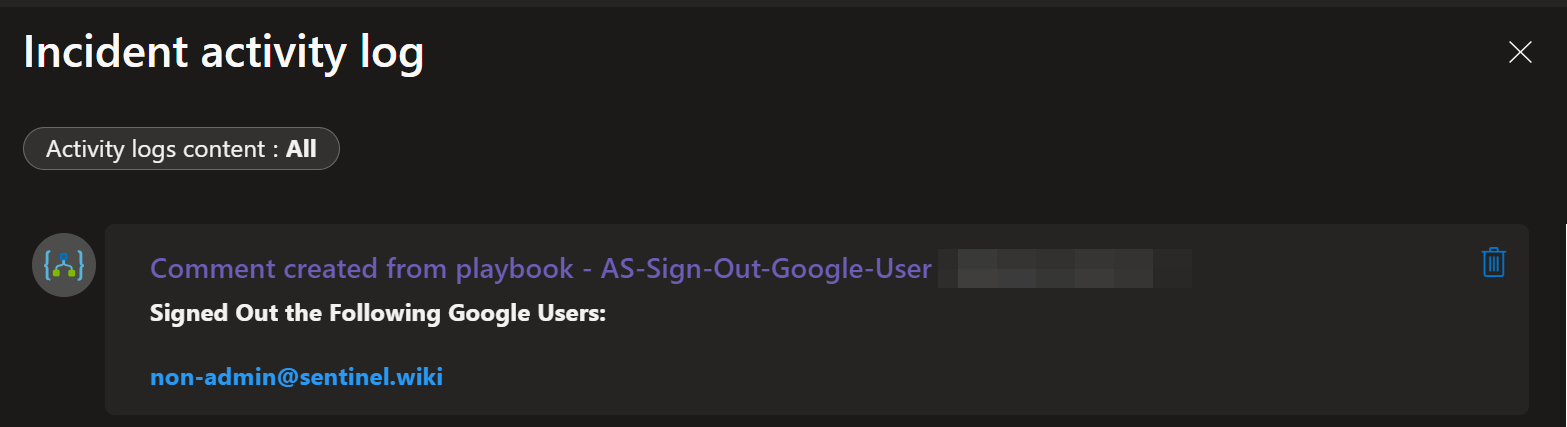 Incident activity log
Activity logs content : All
Comment created from playbook - AS-Sign-Out-Google-User
Signed Out the Following Google Users:
non-admin@sentinel.wiki